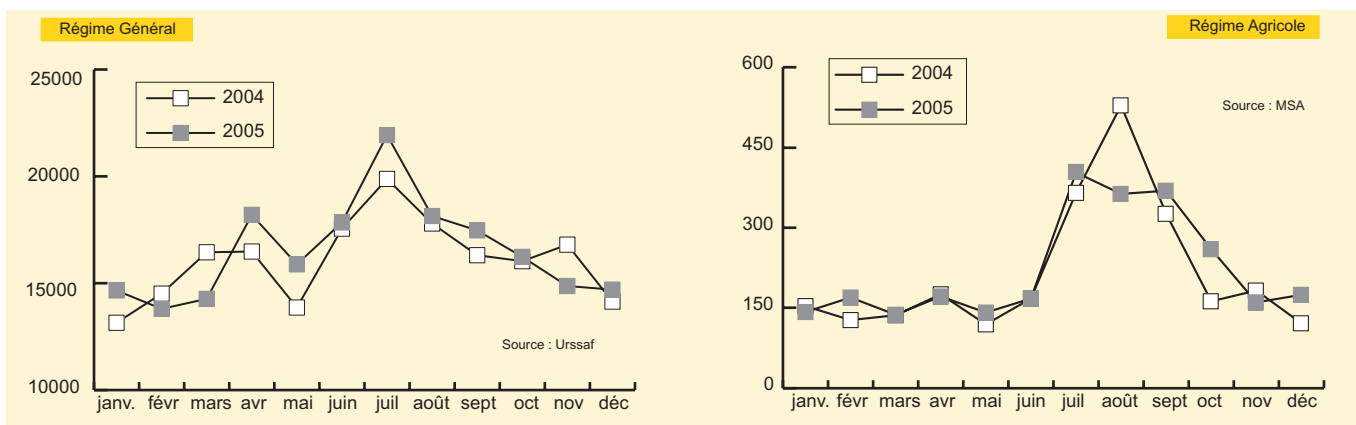 Régime Général
25000
20000
15000
10000
2004
2005
Source : Urssaf
janv. févr mars avr mai juin juil août sept oct nov déc
Régime Agricole
600
450
300
150
0
2004
2005
Source : MSA
janv. févr mars avr mai juin juil août sept oct nov déc